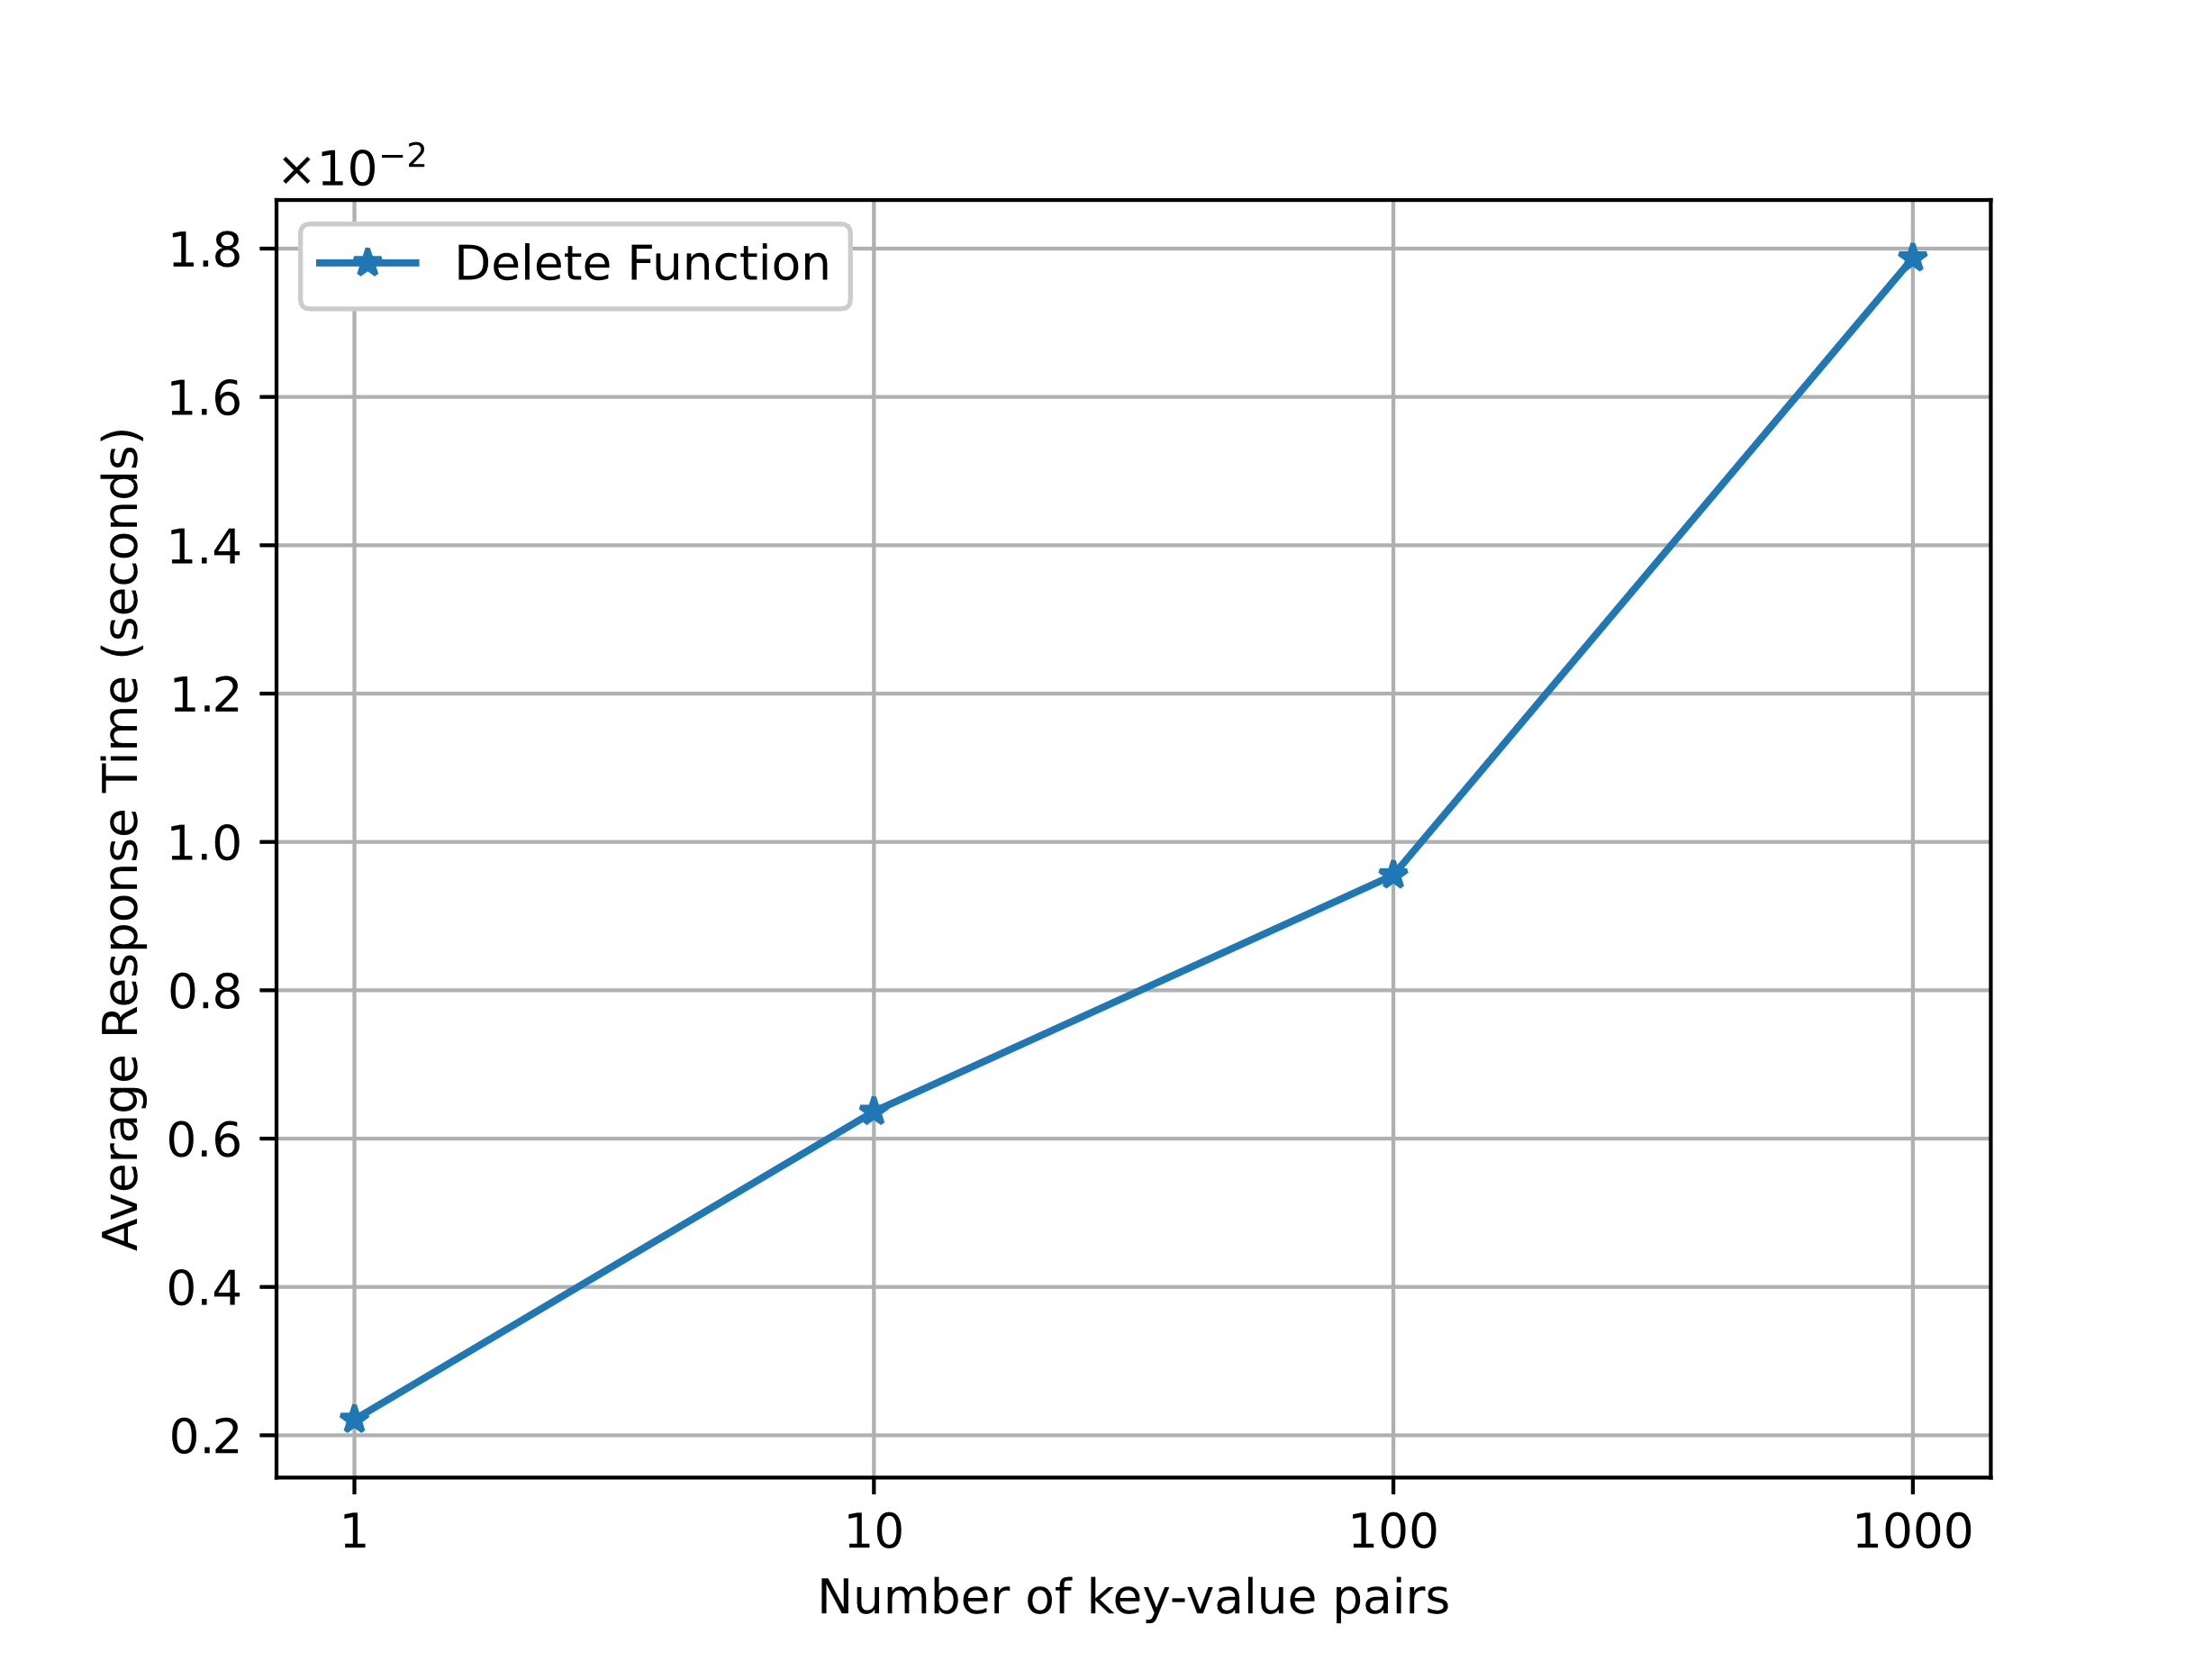 ×10⁻²
Delete Function
1.8
1.6
1.4
1.2
1.0
0.8
0.6
0.4
0.2
Average Response Time (seconds)
1 10 100 1000
Number of key-value pairs